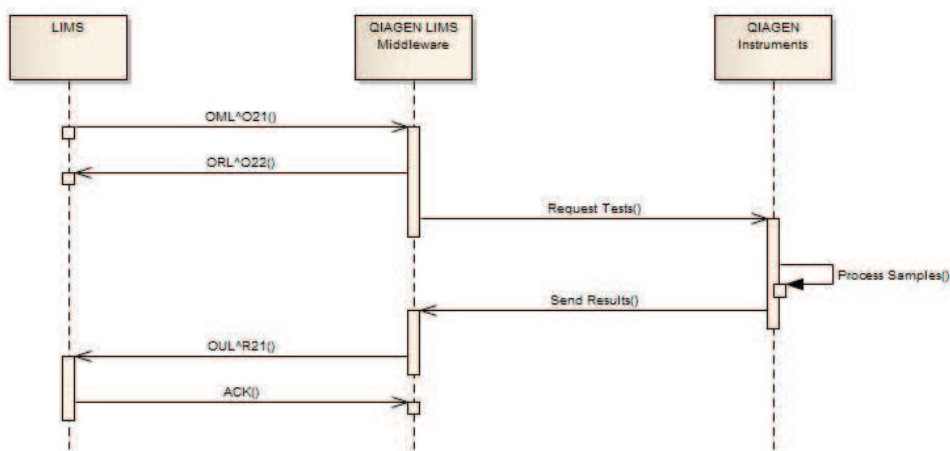 LIMS
QIAGEN LIMS
Middleware
QIAGEN
Instruments
OML^O21()
ORL^O22()
Request Tests()
Process Samples()
Send Results()
OUL^R21()
ACK()